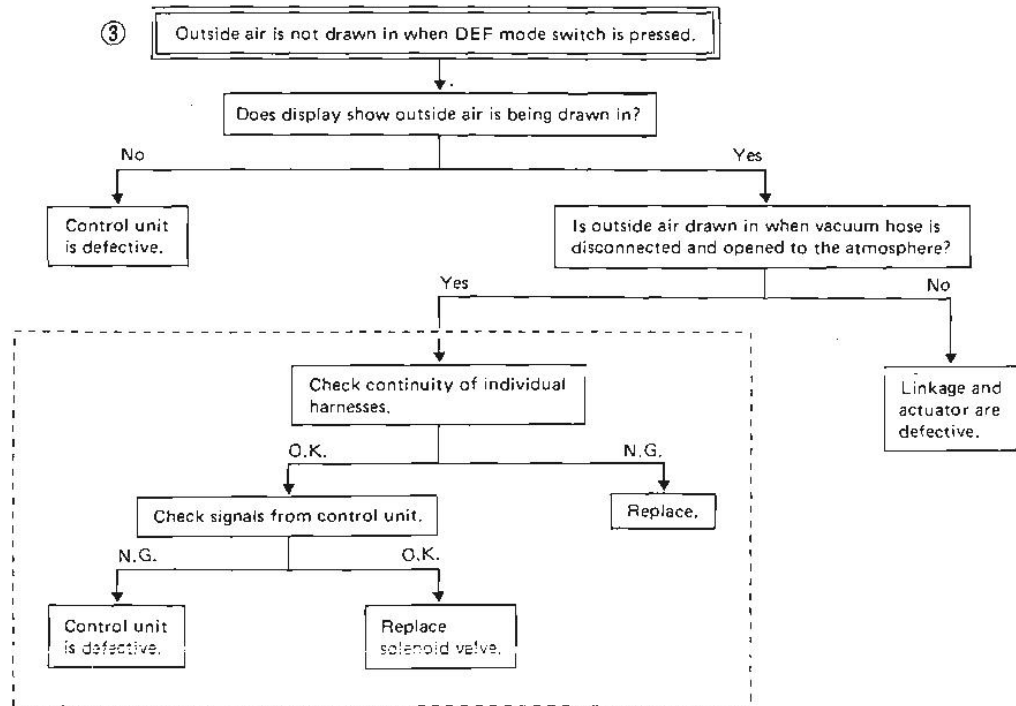 ③
Outside air is not drawn in when DEF mode switch is pressed.
Does display show outside air is being drawn in?
No
Yes
Control unit
is defective.
Is outside air drawn in when vacuum hose is
disconnected and opened to the atmosphere?
Yes
No
Check continuity of individual
harnesses.
Linkage and
actuator are
defective.
O.K.
N.G.
Check signals from control unit.
Replace.
N.G.
O.K.
Control unit
is defective.
Replace
solenoid valve.